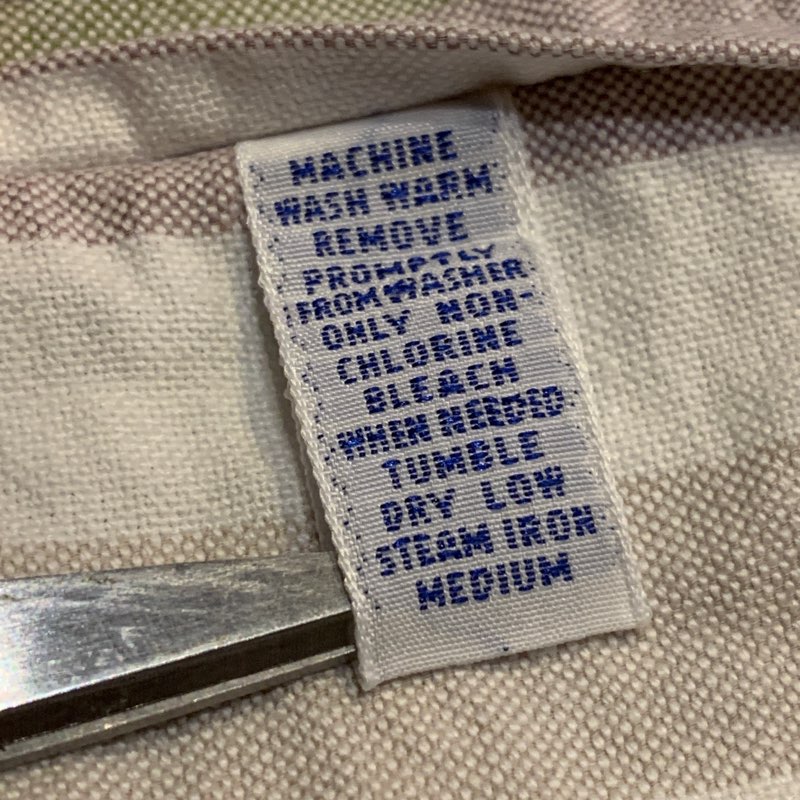 MACHINE
WASH WARM
REMOVE
PROMPTLY
FROM WASHER
ONLY NON-
CHLORINE
BLEACH
WHEN NEEDED
TUMBLE
DRY LOW
STEAM IRON
MEDIUM